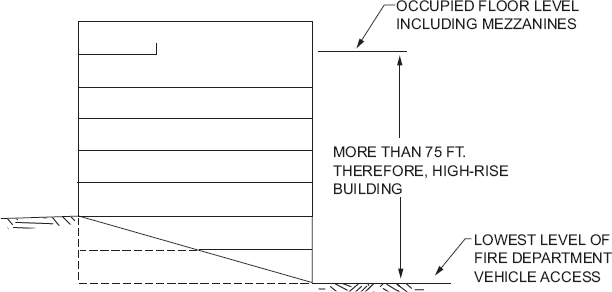 OCCUPIED FLOOR LEVEL
INCLUDING MEZZANINES
MORE THAN 75 FT.
THEREFORE, HIGH-RISE
BUILDING
LOWEST LEVEL OF
FIRE DEPARTMENT
VEHICLE ACCESS